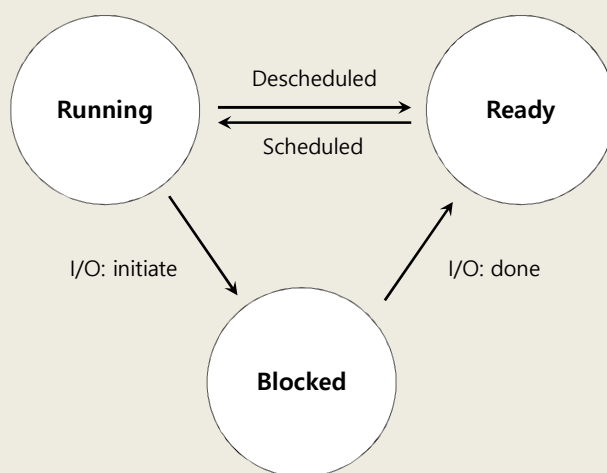 Descheduled
Running
Ready
Scheduled
I/O: initiate
I/O: done
Blocked